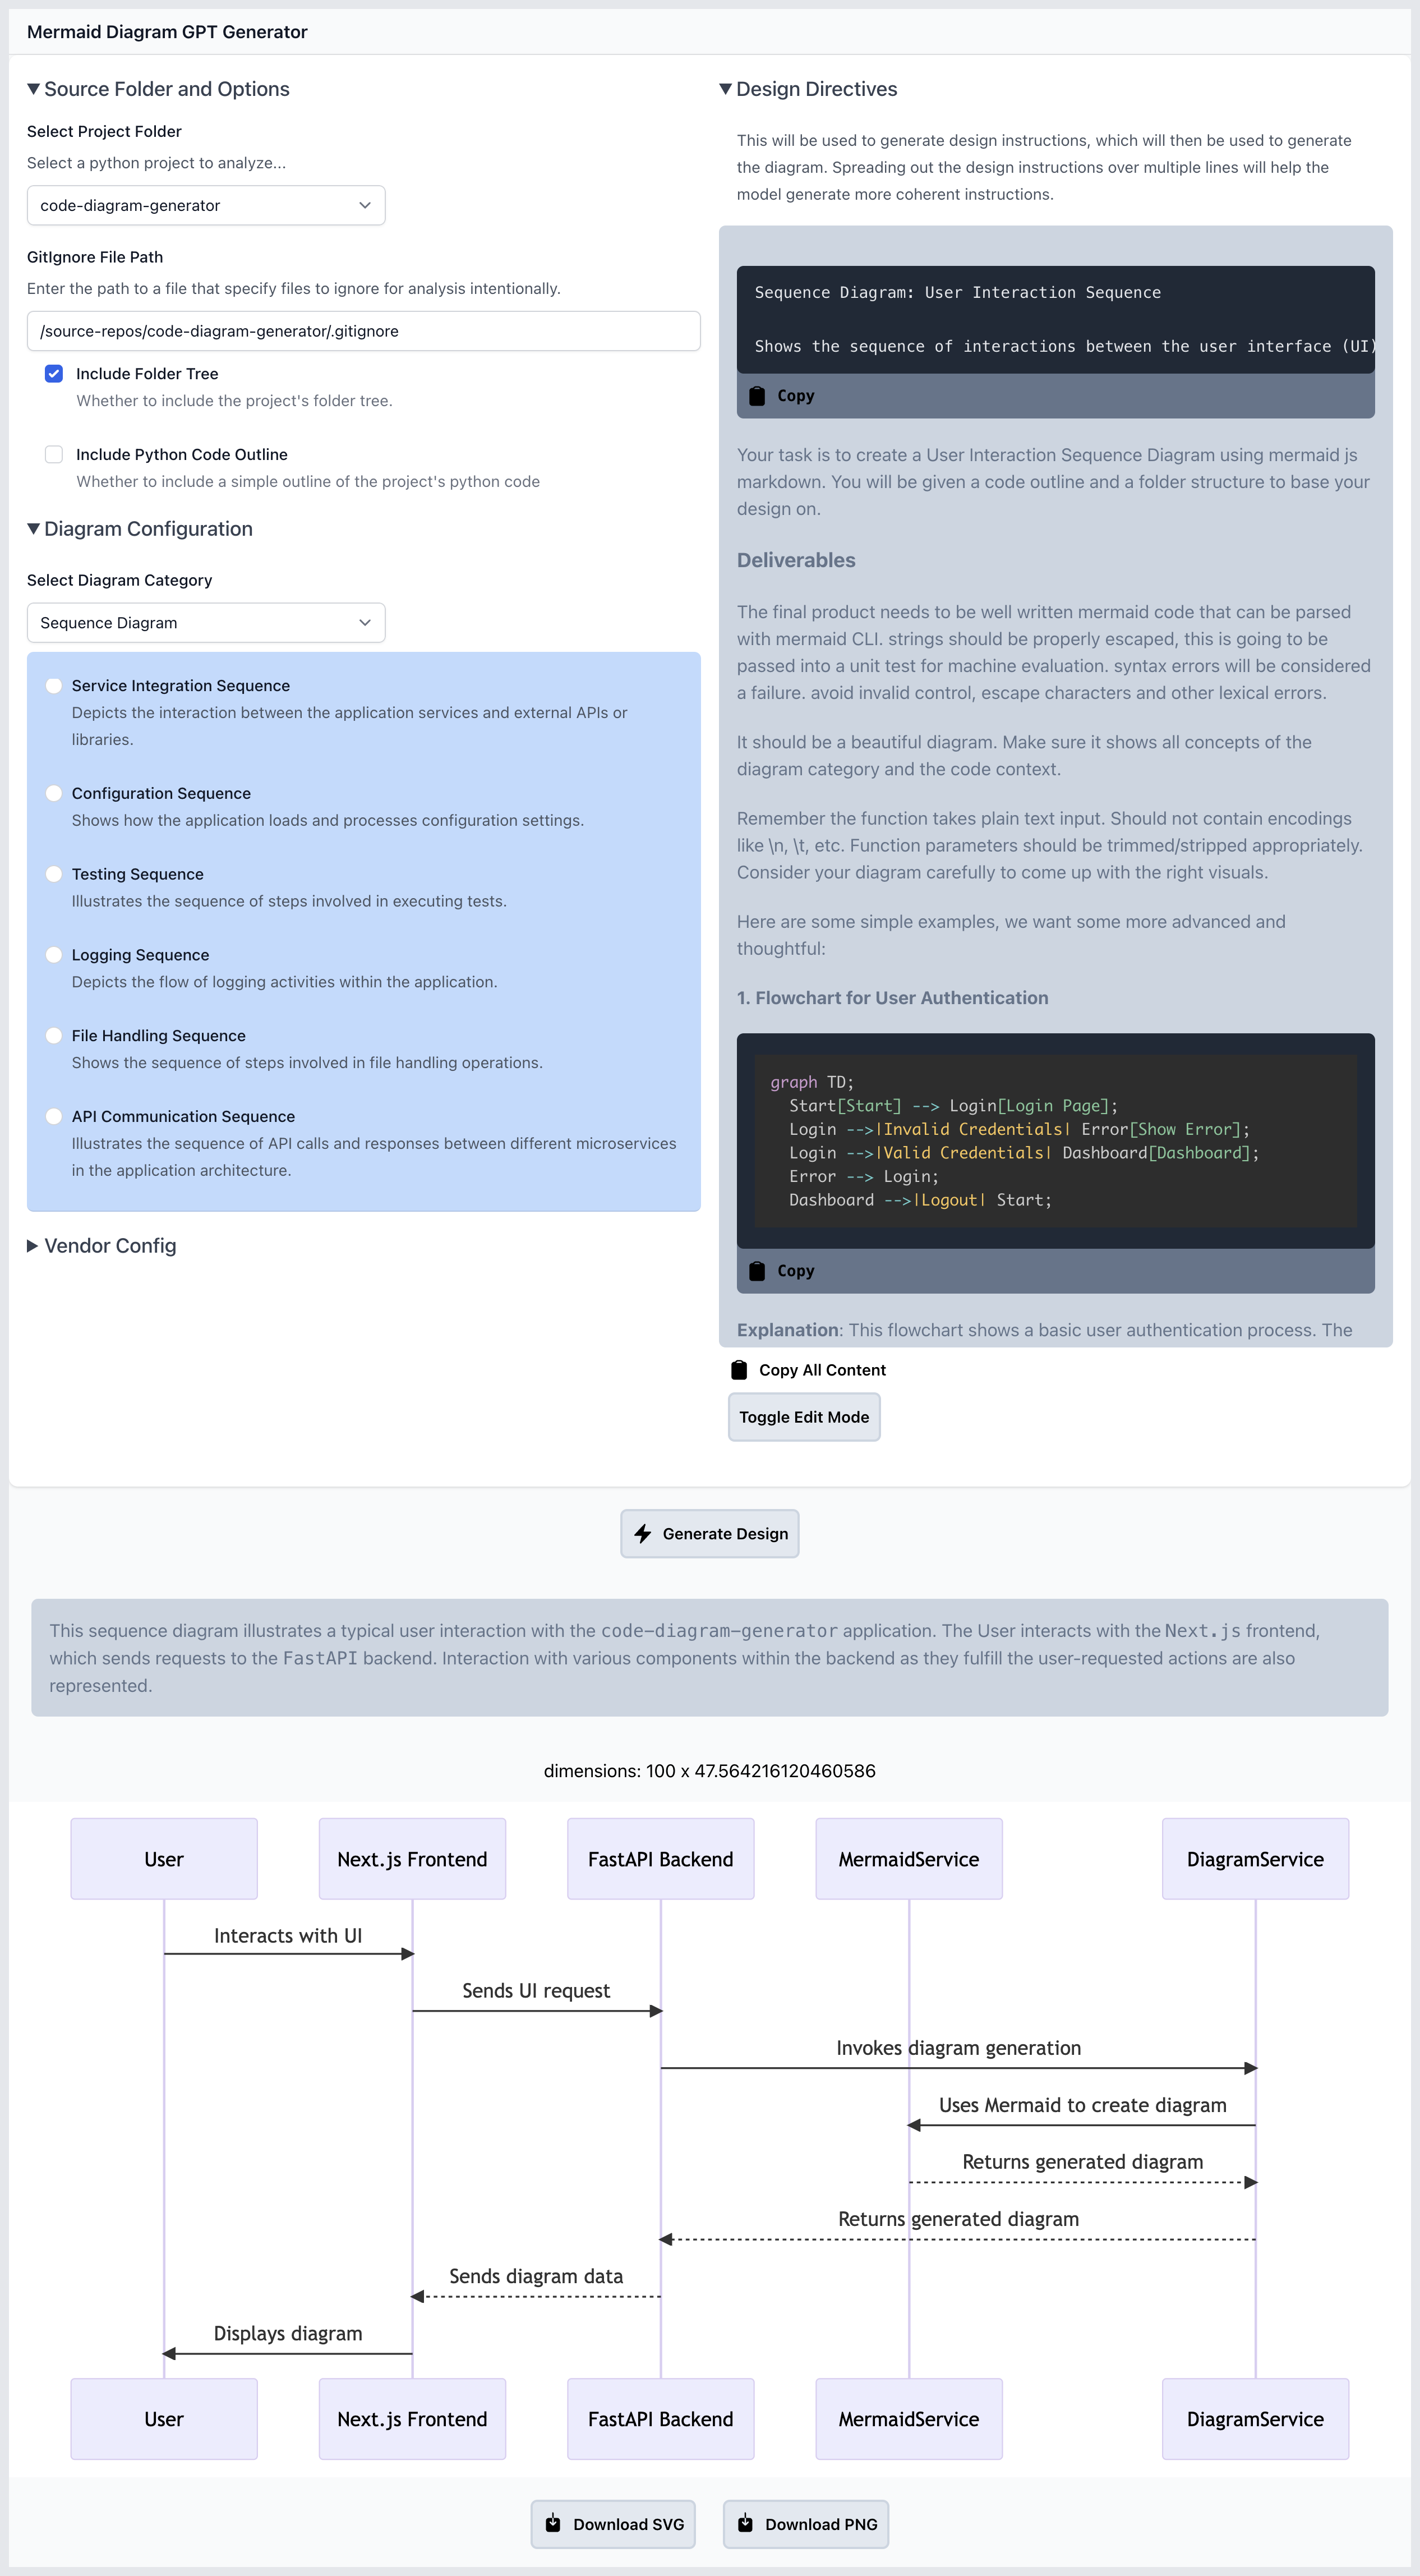 Mermaid Diagram GPT Generator
Source Folder and Options
Select Project Folder
Select a python project to analyze...
code-diagram-generator
GitIgnore File Path
Enter the path to a file that specify files to ignore for analysis intentionally.
/source-repos/code-diagram-generator/.gitignore
Include Folder Tree
Whether to include the project's folder tree.
Include Python Code Outline
Whether to include a simple outline of the project's python code
Diagram Configuration
Select Diagram Category
Sequence Diagram
Service Integration Sequence
Depicts the interaction between the application services and external APIs or
libraries.
Configuration Sequence
Shows how the application loads and processes configuration settings.
Testing Sequence
Illustrates the sequence of steps involved in executing tests.
Logging Sequence
Depicts the flow of logging activities within the application.
File Handling Sequence
Shows the sequence of steps involved in file handling operations.
API Communication Sequence
Illustrates the sequence of API calls and responses between different microservices
in the application architecture.
Vendor Config
Design Directives
This will be used to generate design instructions, which will then be used to generate
the diagram. Spreading out the design instructions over multiple lines will help the
model generate more coherent instructions.
Sequence Diagram: User Interaction Sequence
Shows the sequence of interactions between the user interface (UI)
Copy
Your task is to create a User Interaction Sequence Diagram using mermaid js
markdown. You will be given a code outline and a folder structure to base your
design on.
Deliverables
The final product needs to be well written mermaid code that can be parsed
with mermaid CLI. strings should be properly escaped, this is going to be
passed into a unit test for machine evaluation. syntax errors will be considered
a failure. avoid invalid control, escape characters and other lexical errors.
It should be a beautiful diagram. Make sure it shows all concepts of the
diagram category and the code context.
Remember the function takes plain text input. Should not contain encodings
like \n, \t, etc. Function parameters should be trimmed/stripped appropriately.
Consider your diagram carefully to come up with the right visuals.
Here are some simple examples, we want some more advanced and
thoughtful:
1. Flowchart for User Authentication
graph TD;
Start[Start] --> Login[Login Page];
Login -->|Invalid Credentials| Error[Show Error];
Login -->|Valid Credentials| Dashboard[Dashboard];
Error --> Login;
Dashboard -->|Logout| Start;
Copy
Explanation: This flowchart shows a basic user authentication process. The
Copy All Content
Toggle Edit Mode
Generate Design
This sequence diagram illustrates a typical user interaction with the code-diagram-generator application. The User interacts with the Next.js frontend,
which sends requests to the FastAPI backend. Interaction with various components within the backend as they fulfill the user-requested actions are also
represented.
dimensions: 100 x 47.564216120460586
User
Next.js Frontend
FastAPI Backend
MermaidService
DiagramService
Interacts with UI
Sends UI request
Invokes diagram generation
Uses Mermaid to create diagram
Returns generated diagram
Returns generated diagram
Sends diagram data
Displays diagram
User
Next.js Frontend
FastAPI Backend
MermaidService
DiagramService
Download SVG
Download PNG